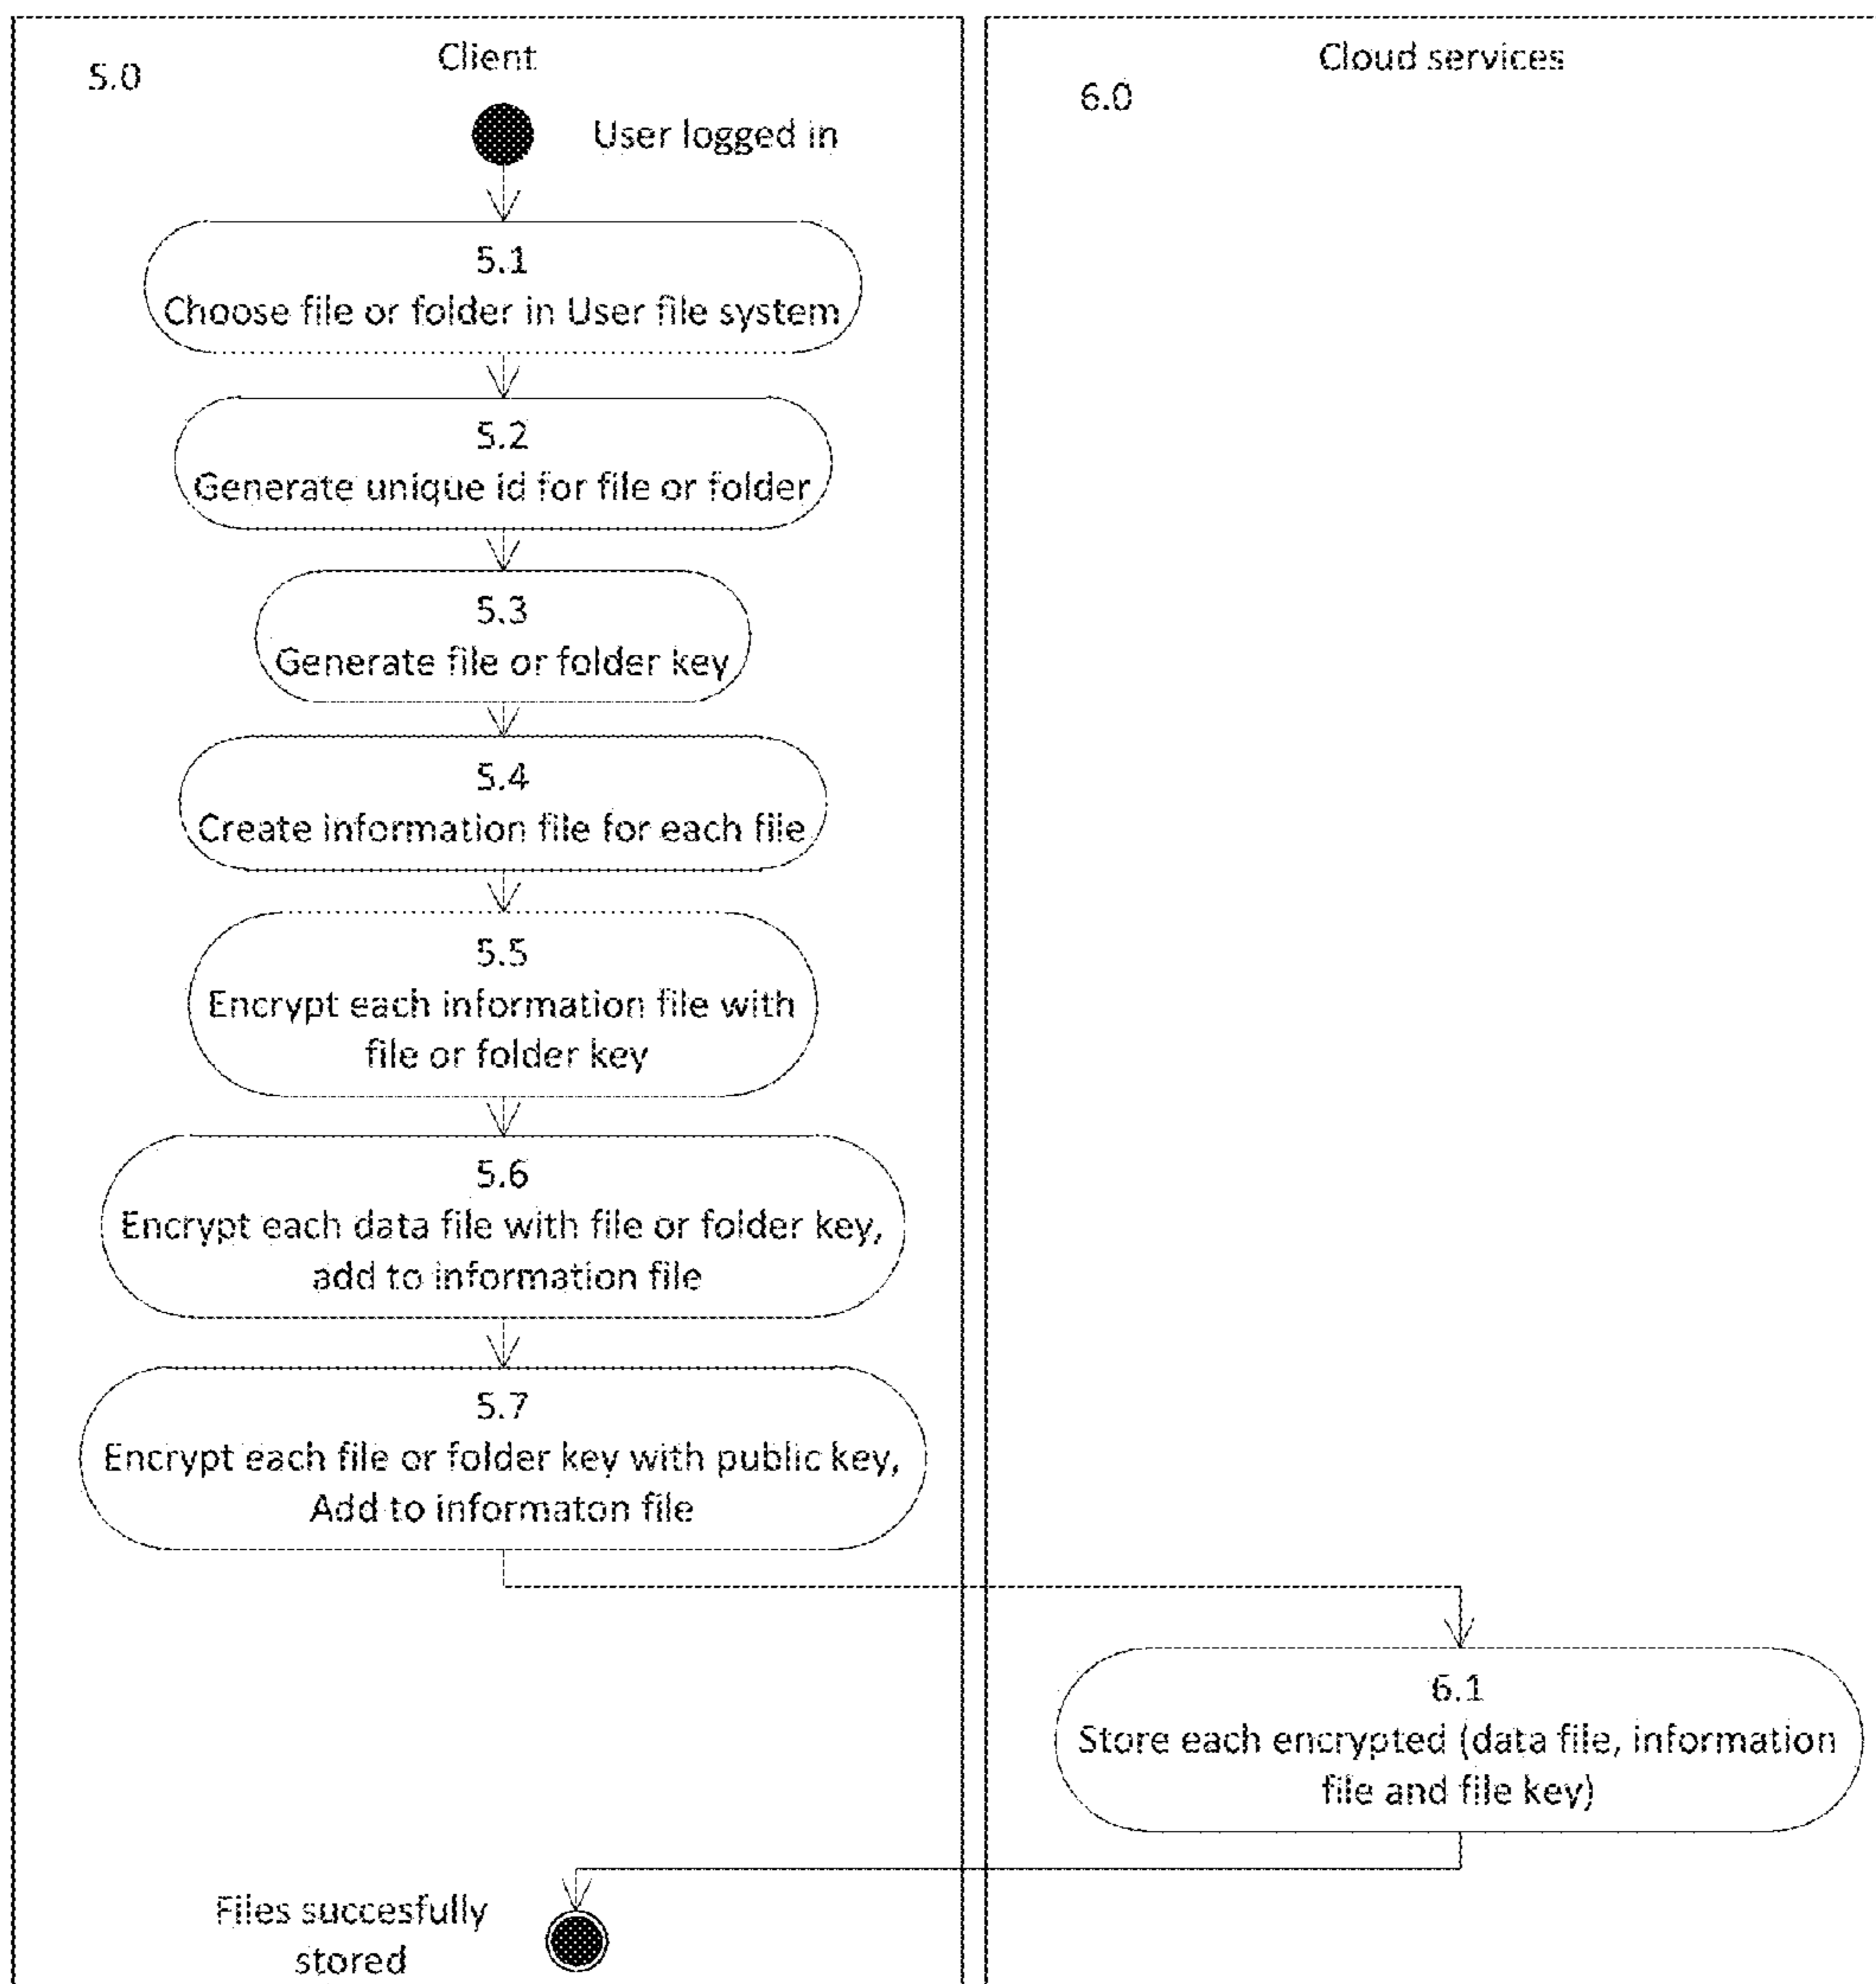 Client
5.0
User logged in
5.1
Choose file or folder in User file system
5.2
Generate unique id for file or folder
5.3
Generate file or folder key
5.4
Create information file for each file
5.5
Encrypt each information file with
file or folder key
5.6
Encrypt each data file with file or folder key,
add to information file
5.7
Encrypt each file or folder key with public key,
Add to informaton file
Cloud services
6.0
6.1
Store each encrypted (data file, information
file and file key)
Files succesfully
stored